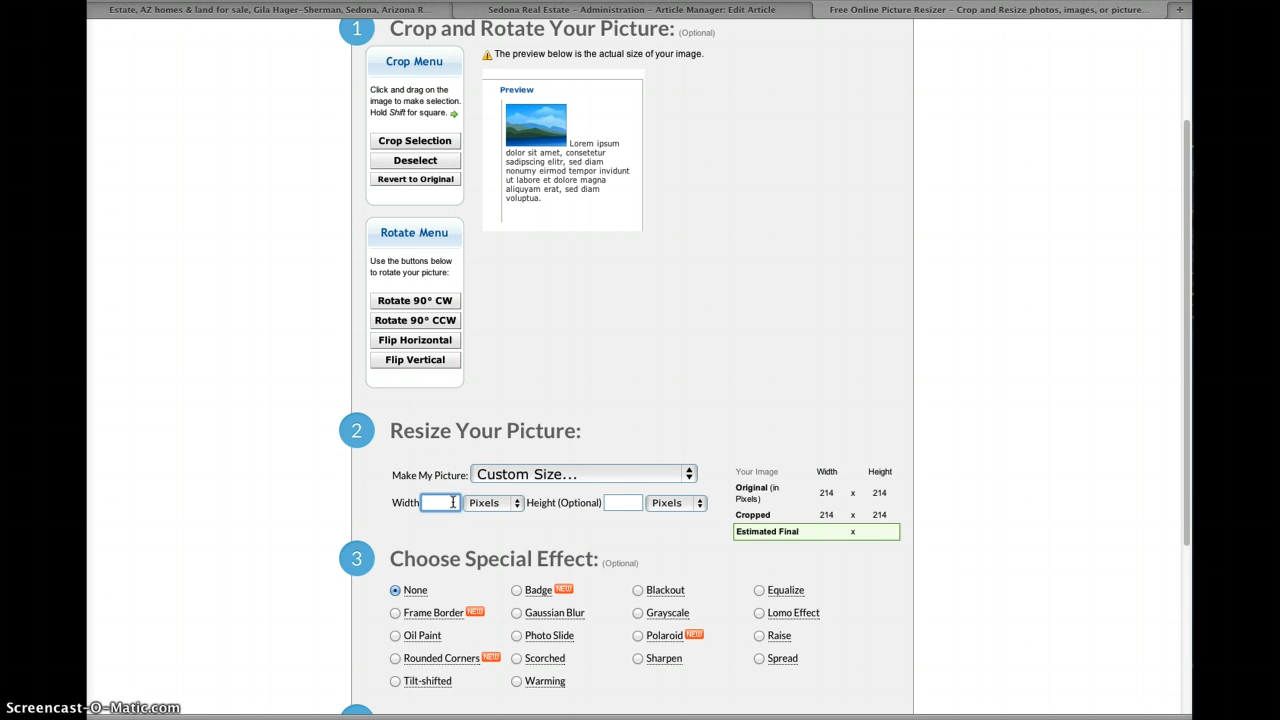 Estate, AZ homes & land for sale, Gila Hager-Sherman, Sedona, Arizona R...
Sedona Real Estate - Administration - Article Manager: Edit Article
Free Online Picture Resizer - Crop and Resize photos, images, or picture...
+
1 Crop and Rotate Your Picture: (Optional)
Crop Menu
Click and drag on the
image to make selection.
Hold Shift for square.
Crop Selection
Deselect
Revert to Original
The preview below is the actual size of your image.
Preview
Lorem ipsum
dolor sit amet, consetetur
sadipscing elitr, sed diam
nonumy eirmod tempor invidunt
ut labore et dolore magna
aliquyam erat, sed diam
voluptua.
Rotate Menu
Use the buttons below
to rotate your picture:
Rotate 90° CW
Rotate 90° CCW
Flip Horizontal
Flip Vertical
2 Resize Your Picture:
Make My Picture: Custom Size...
Width Pixels Height (Optional) Pixels
Your Image Width Height
Original (in
Pixels) 214 x 214
Cropped 214 x 214
Estimated Final x
3 Choose Special Effect: (Optional)
None Badge NEW Blackout Equalize
Frame Border NEW Gaussian Blur Grayscale Lomo Effect
Oil Paint Photo Slide Polaroid NEW Raise
Rounded Corners NEW Scorched Sharpen Spread
Tilt-shifted Warming
Screencast-O-Matic.com